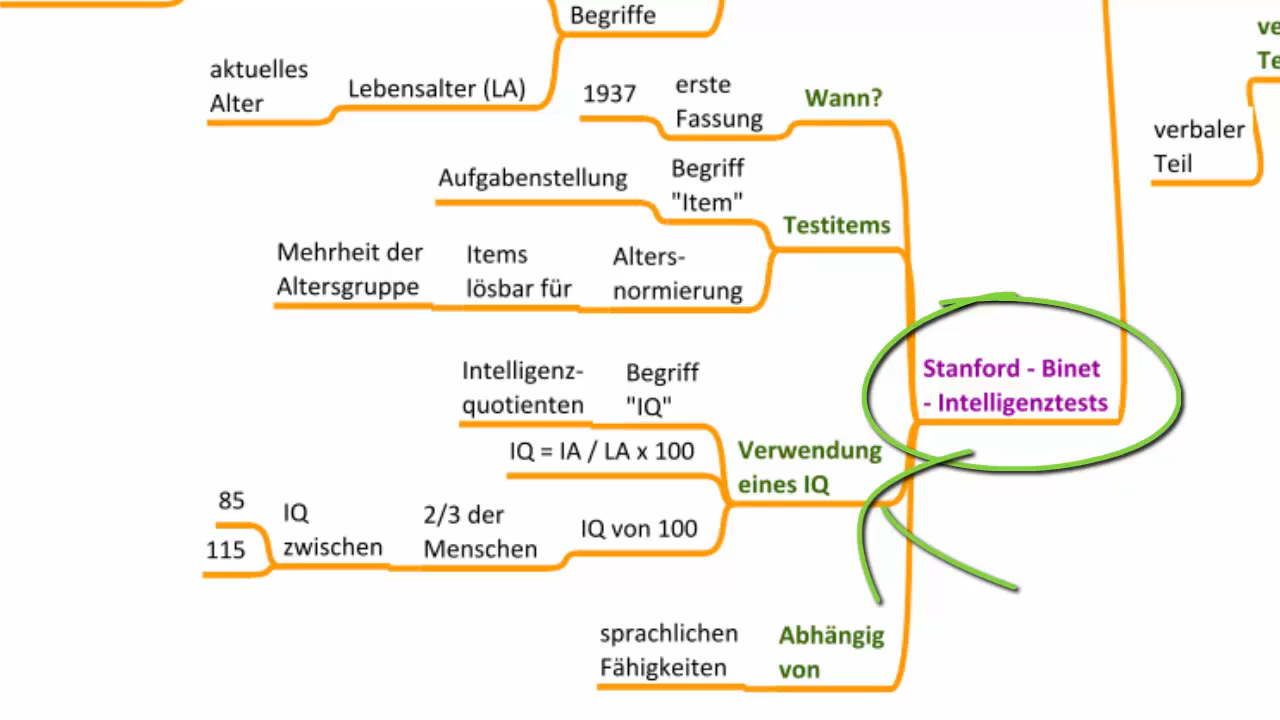 Begriffe
aktuelles
Alter
Lebensalter (LA)
1937
erste
Fassung
Wann?
Aufgabenstellung
Begriff
"Item"
Testitems
Mehrheit der
Altersgruppe
Items
lösbar für
Alters-
normierung
Stanford - Binet
- Intelligenztests
Intelligenz-
quotienten
Begriff
"IQ"
IQ = IA / LA x 100
Verwendung
eines IQ
85
115
IQ
zwischen
2/3 der
Menschen
IQ von 100
sprachlichen
Fähigkeiten
Abhängig
von
ve
Te
verbaler
Teil